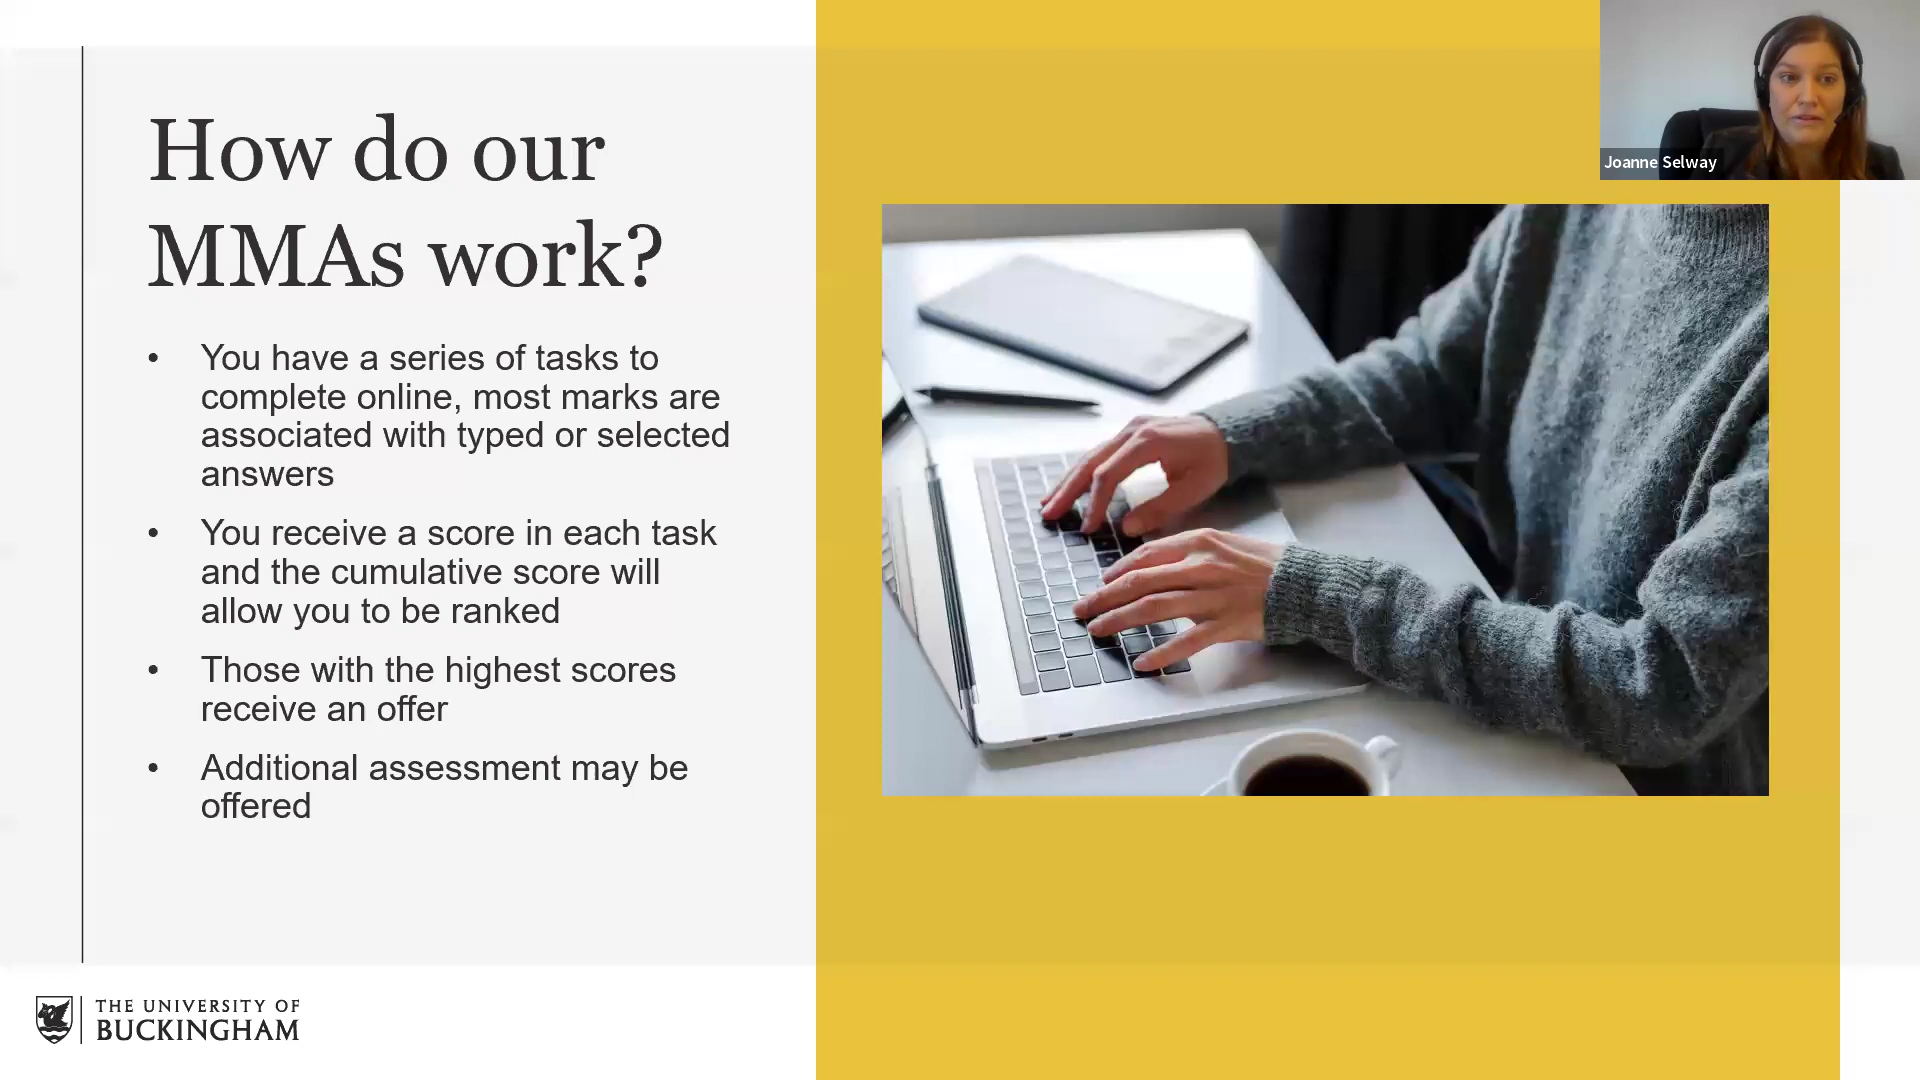 How do our
MMAs work?
• You have a series of tasks to
complete online, most marks are
associated with typed or selected
answers
• You receive a score in each task
and the cumulative score will
allow you to be ranked
• Those with the highest scores
receive an offer
• Additional assessment may be
offered
THE UNIVERSITY OF
BUCKINGHAM
Joanne Selway